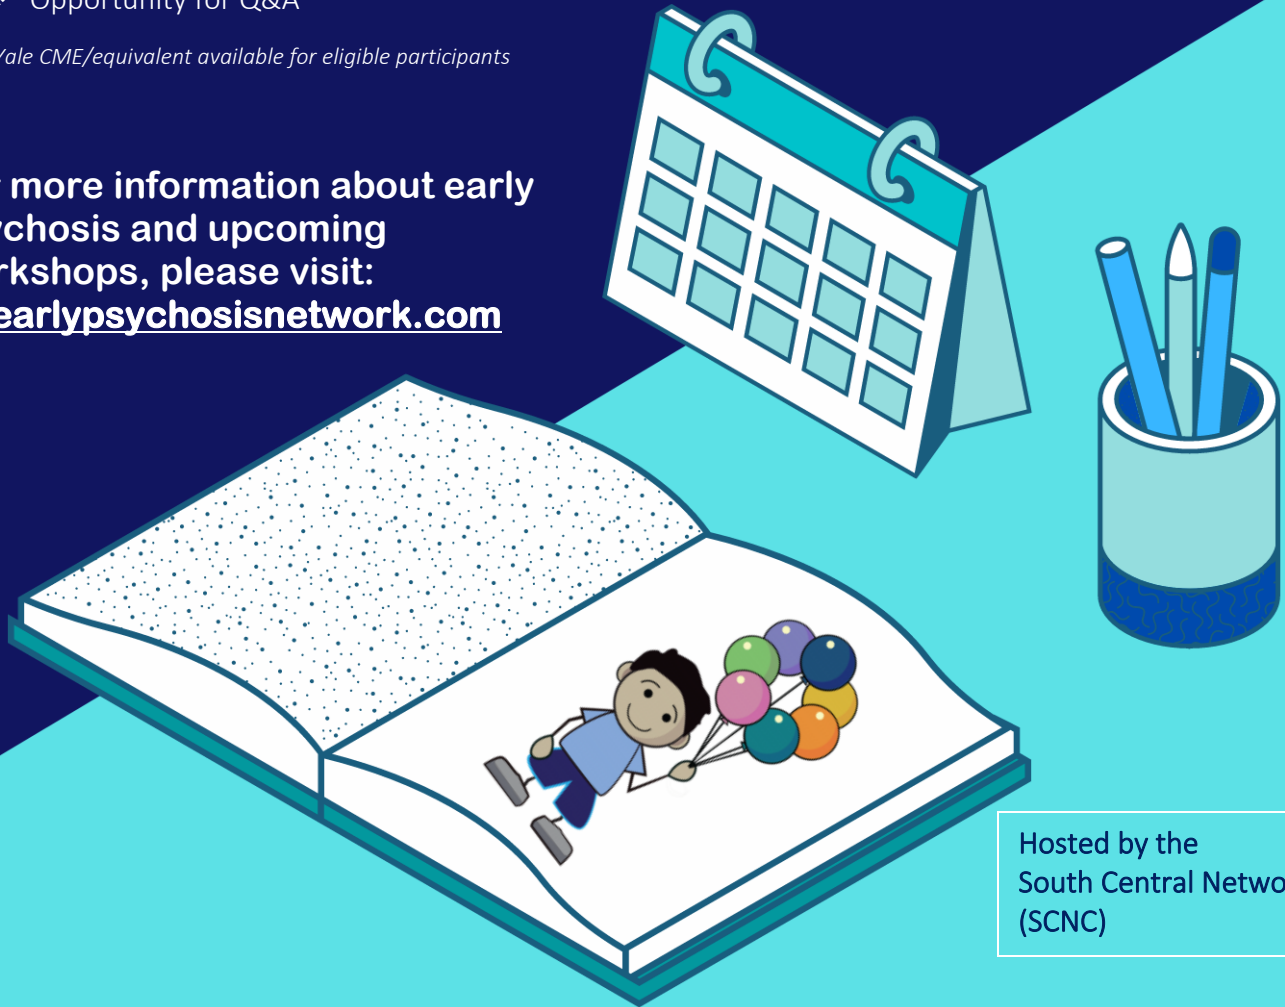 Opportunity for Q&A
Yale CME/equivalent available for eligible participants
more information about early
ychosis and upcoming
rkshops, please visit:
earlypsychosisnetwork.com
Hosted by the
South Central Netwo
(SCNC)